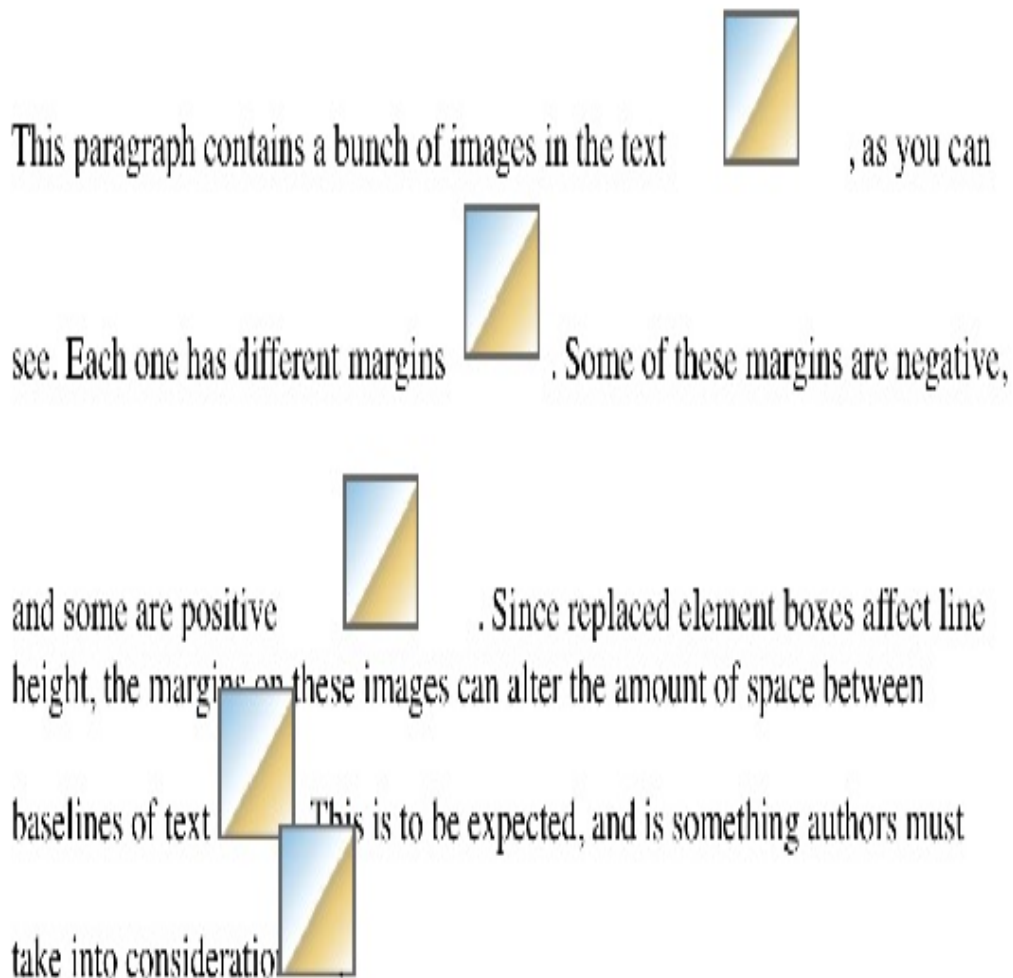 This paragraph contains a bunch of images in the text , as you can
see. Each one has different margins . Some of these margins are negative,
and some are positive . Since replaced element boxes affect line
height, the margins on these images can alter the amount of space between
baselines of text . This is to be expected, and is something authors must
take into consideration .